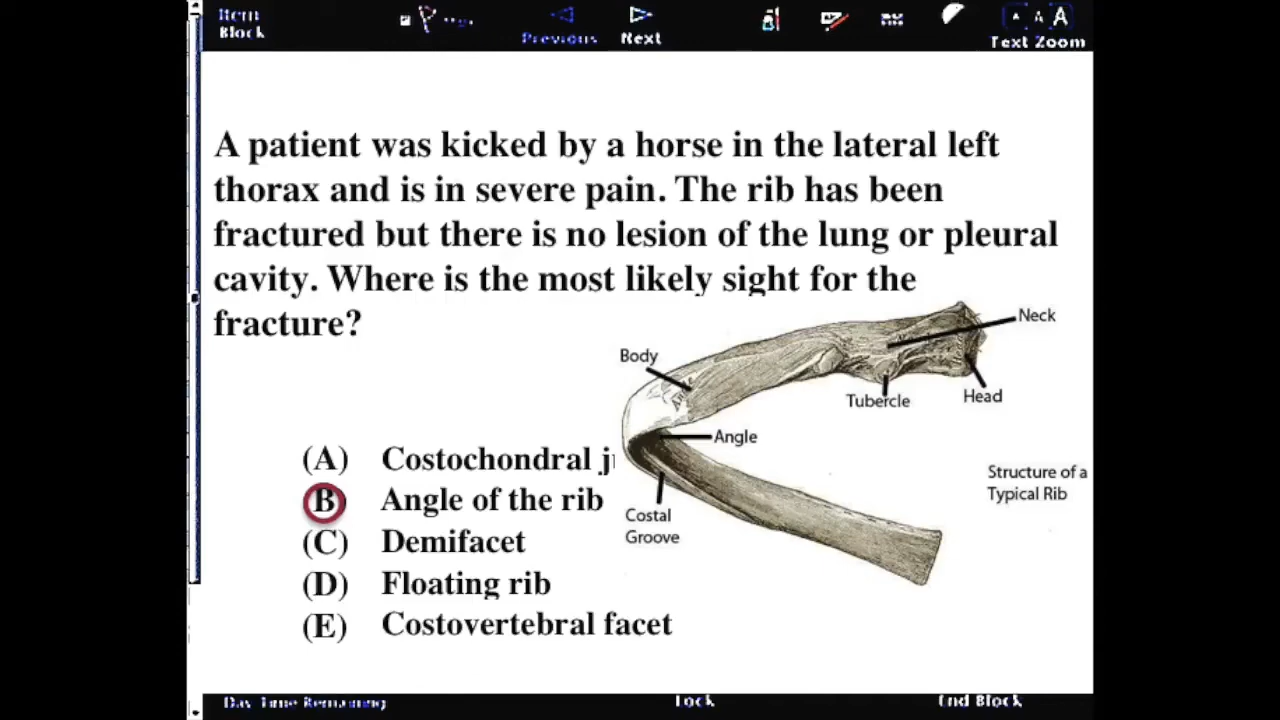 Item
Block
Previous
Next
Text Zoom
A patient was kicked by a horse in the lateral left
thorax and is in severe pain. The rib has been
fractured but there is no lesion of the lung or pleural
cavity. Where is the most likely sight for the
fracture?
Neck
Body
Tubercle
Head
Angle
Structure of a
Typical Rib
Costal
Groove
(A) Costochondral
(B) Angle of the rib
(C) Demifacet
(D) Floating rib
(E) Costovertebral facet
Day Time Remaining
Lock
End Block